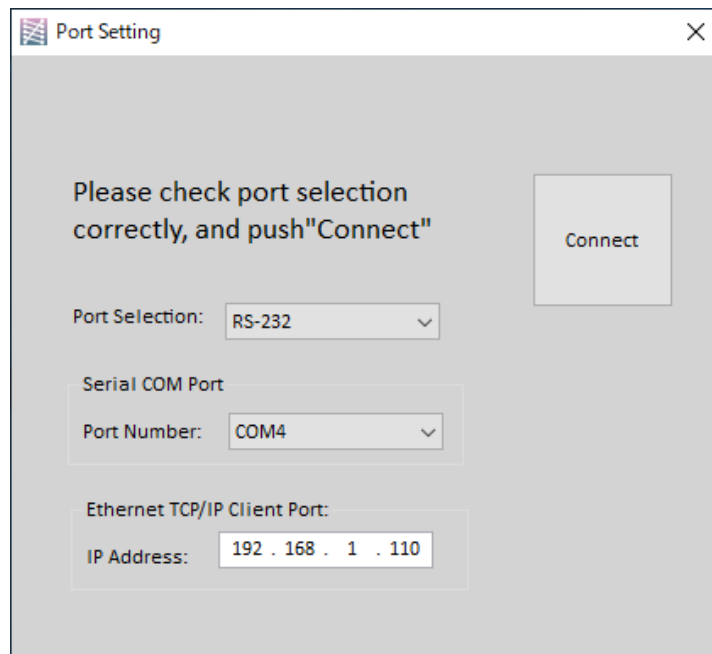 Port Setting
Please check port selection
correctly, and push"Connect"
Connect
Port Selection: RS-232
Serial COM Port
Port Number: COM4
Ethernet TCP/IP Client Port:
IP Address: 192 . 168 . 1 . 110